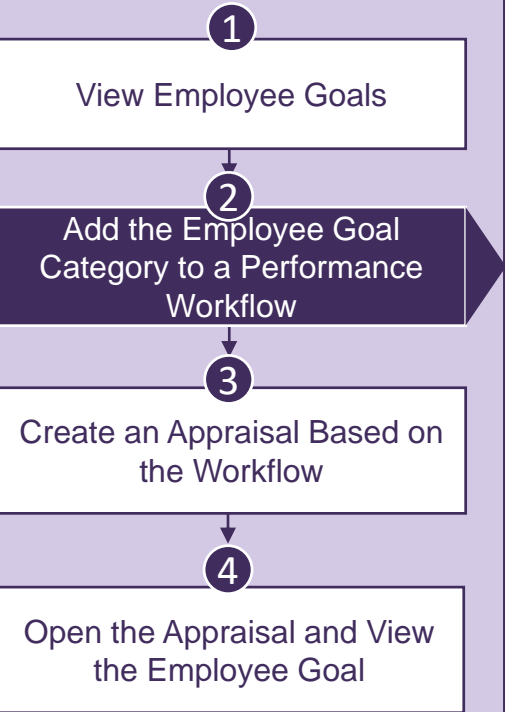 1
View Employee Goals
2
Add the Employee Goal
Category to a Performance
Workflow
3
Create an Appraisal Based on
the Workflow
4
Open the Appraisal and View
the Employee Goal